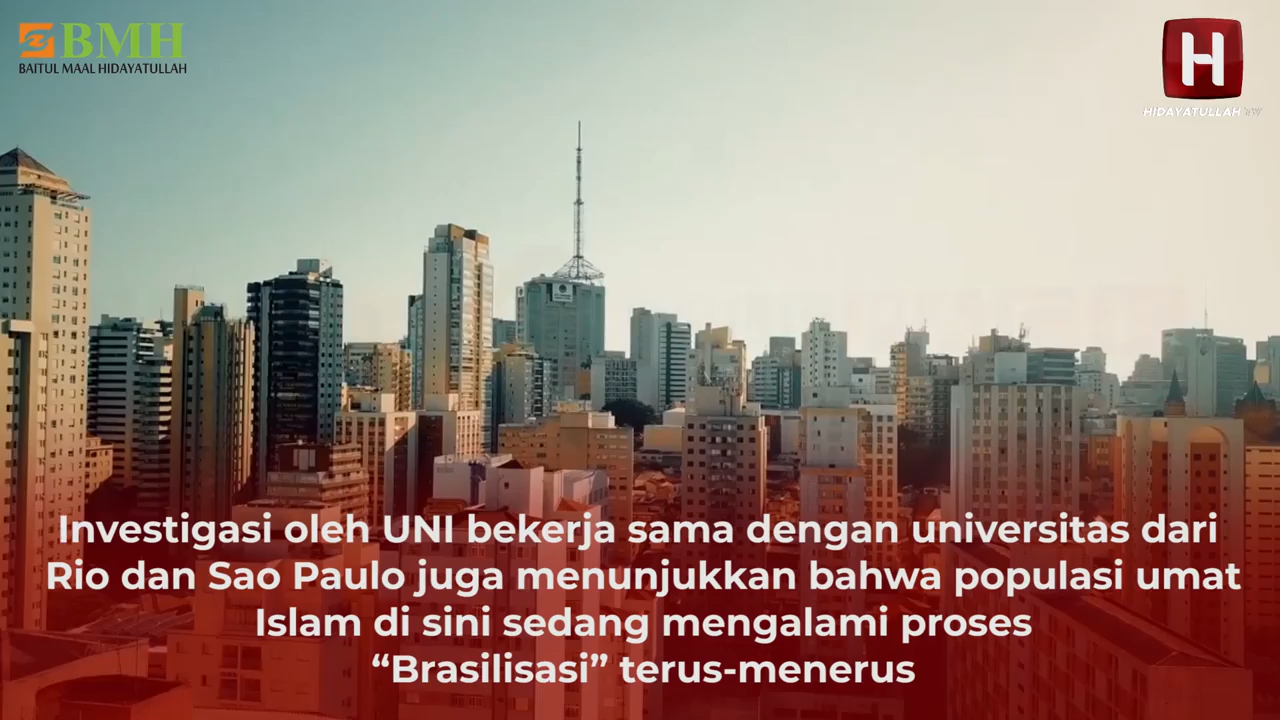 BMH
BAITUL MAAL HIDAYATULLAH
H
HIDAYATULLAH TV
Investigasi oleh UNI bekerja sama dengan universitas dari
Rio dan Sao Paulo juga menunjukkan bahwa populasi umat
Islam di sini sedang mengalami proses
“Brasilisasi” terus-menerus